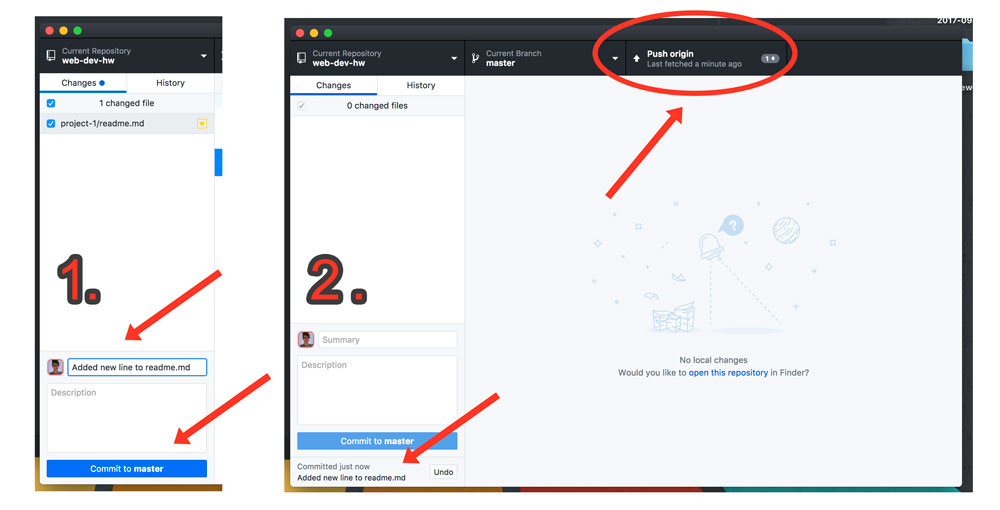 Current Repository
web-dev-hw
Changes
History
1 changed file
project-1/readme.md
1.
Added new line to readme.md
Description
Commit to master
2017-09
Current Repository
web-dev-hw
Current Branch
master
Push origin
Last fetched a minute ago
1
Changes
History
0 changed files
2.
Summary
Description
Commit to master
Committed just now
Added new line to readme.md
Undo
No local changes
Would you like to open this repository in Finder?